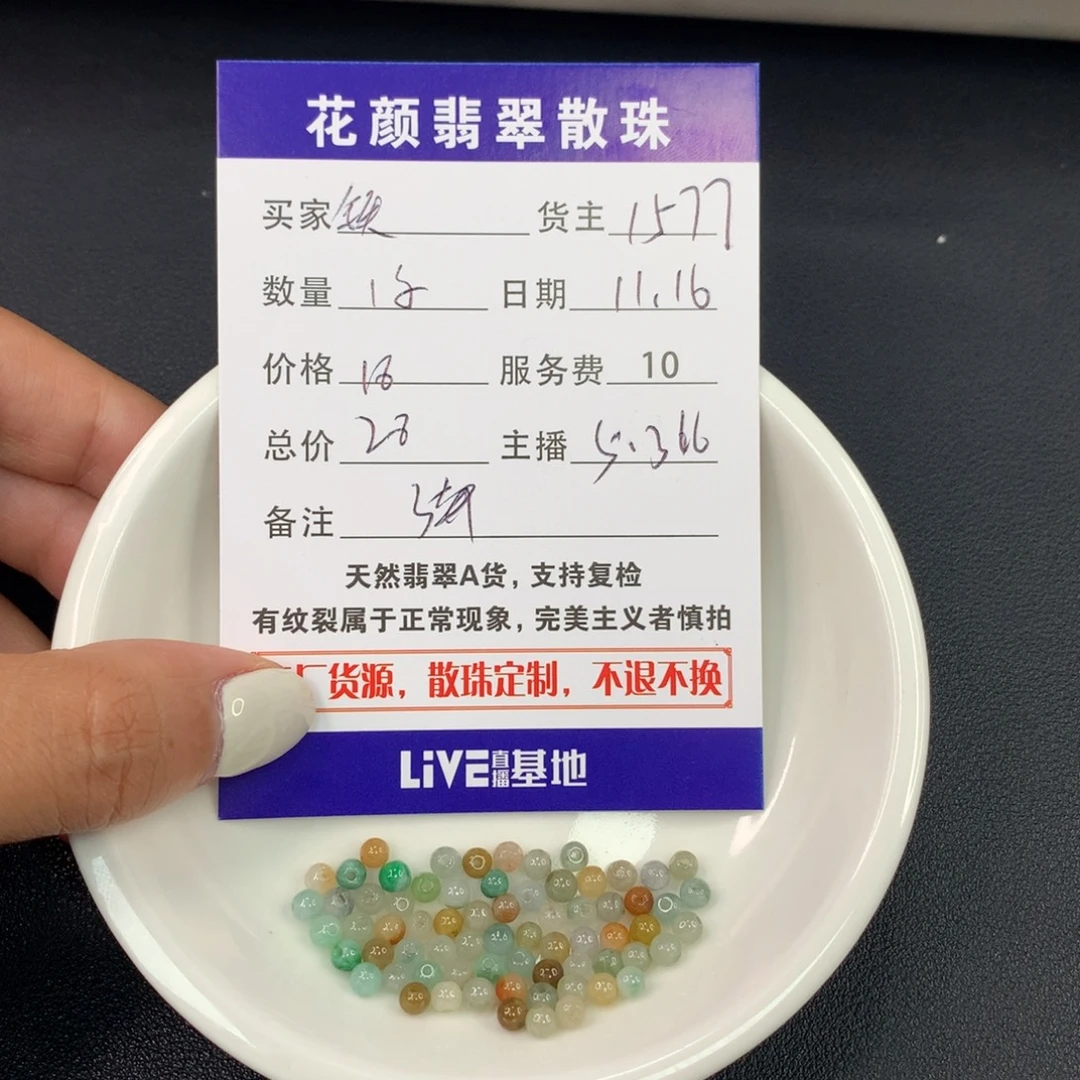 花颜翡翠散珠
买家 货主 1577
数量 1 日期 11.16
价格 18 服务费 10
总价 28 主播 366
备注
天然翡翠A货，支持复检
有纹裂属于正常现象，完美主义者慎拍
厂货源，散珠定制，不退不换
LiVE直播基地